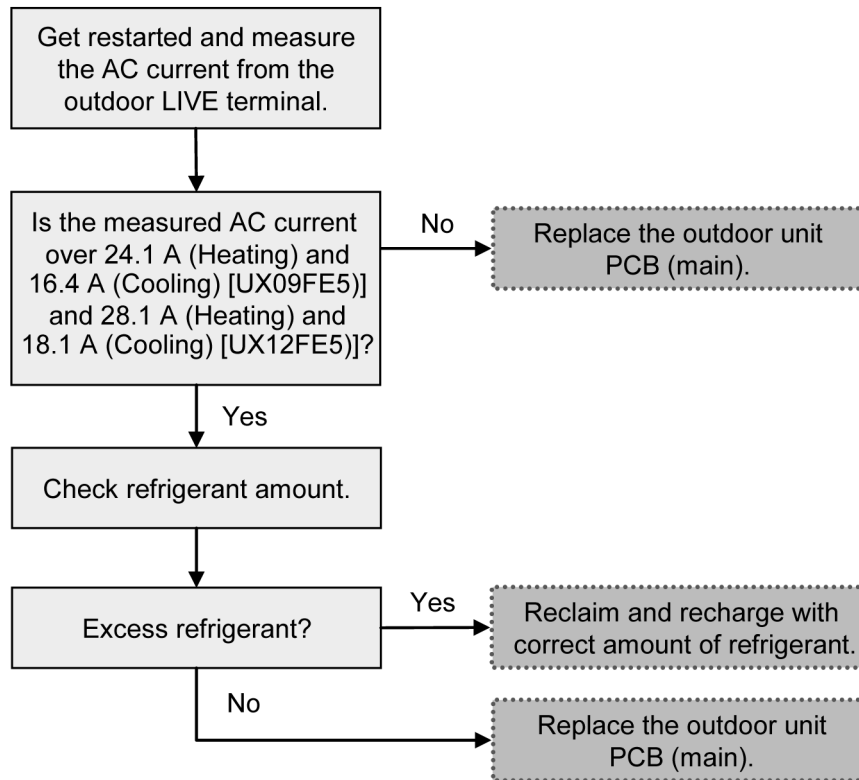 Get restarted and measure
the AC current from the
outdoor LIVE terminal.
Is the measured AC current
over 24.1 A (Heating) and
16.4 A (Cooling) [UX09FE5)]
and 28.1 A (Heating) and
18.1 A (Cooling) [UX12FE5)]?
No
Replace the outdoor unit
PCB (main).
Yes
Check refrigerant amount.
Excess refrigerant?
Yes
Reclaim and recharge with
correct amount of refrigerant.
No
Replace the outdoor unit
PCB (main).